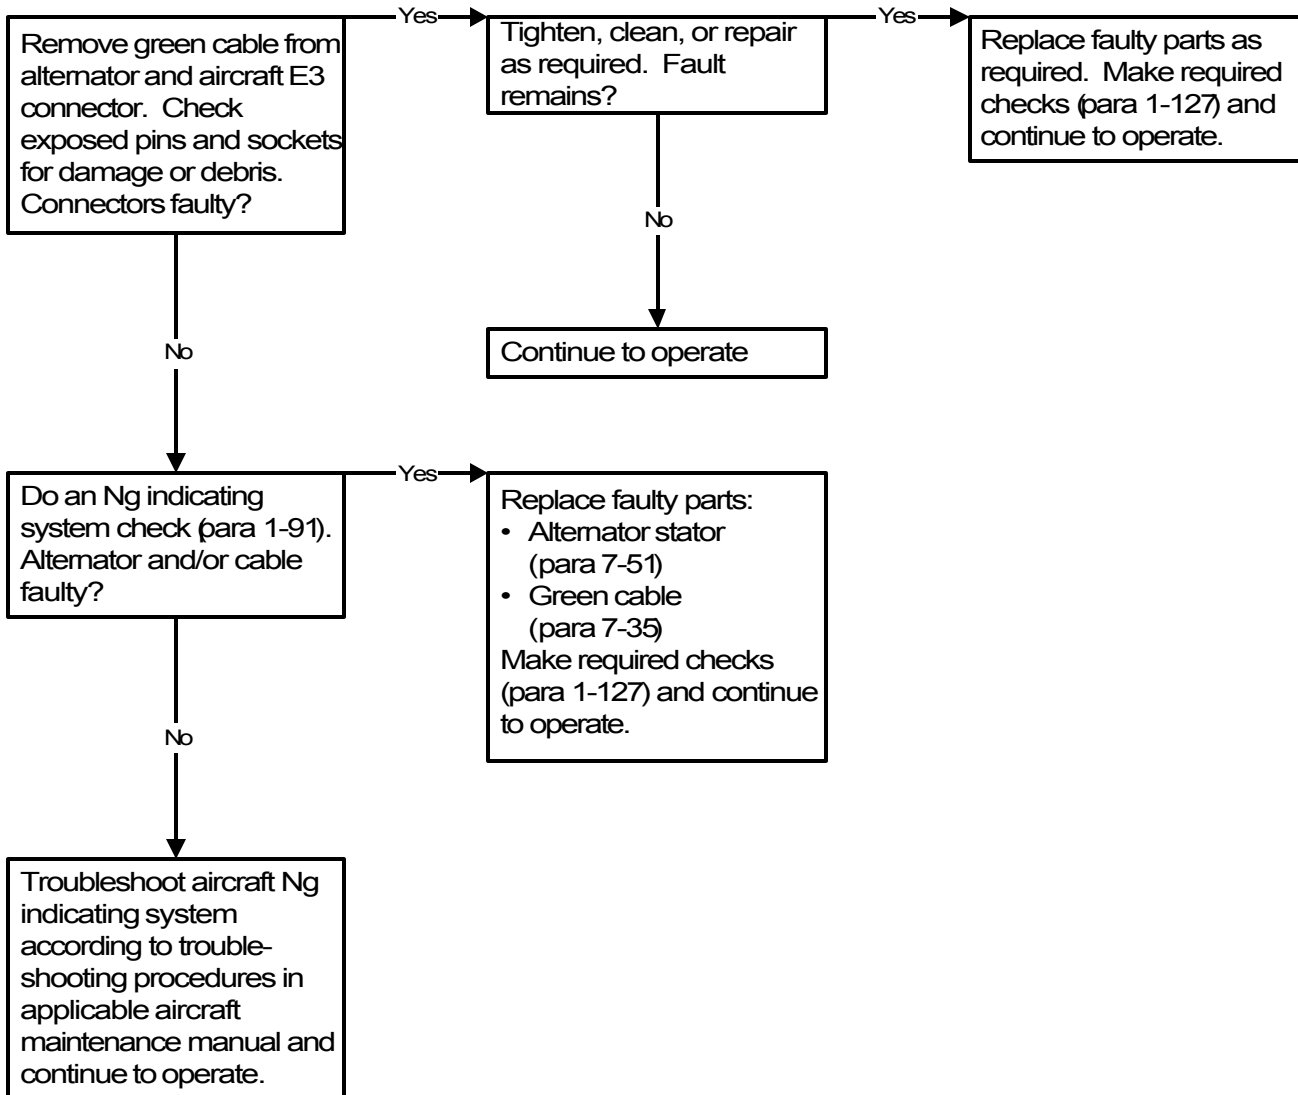 Remove green cable from
alternator and aircraft E3
connector.  Check
exposed pins and sockets
for damage or debris.
Connectors faulty?
Yes
Tighten, clean, or repair
as required.  Fault
remains?
Yes
Replace faulty parts as
required.  Make required
checks (para 1-127) and
continue to operate.
No
Continue to operate
No
Do an Ng indicating
system check (para 1-91).
Alternator and/or cable
faulty?
Yes
Replace faulty parts:
• Alternator stator
(para 7-51)
• Green cable
(para 7-35)
Make required checks
(para 1-127) and continue
to operate.
No
Troubleshoot aircraft Ng
indicating system
according to trouble-
shooting procedures in
applicable aircraft
maintenance manual and
continue to operate.